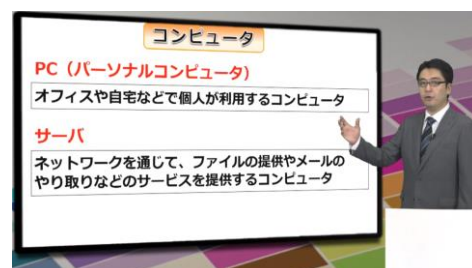 コンピュータ
PC（パーソナルコンピュータ）
オフィスや自宅などで個人が利用するコンピュータ
サーバ
ネットワークを通じて、ファイルの提供やメールの
やり取りなどのサービスを提供するコンピュータ